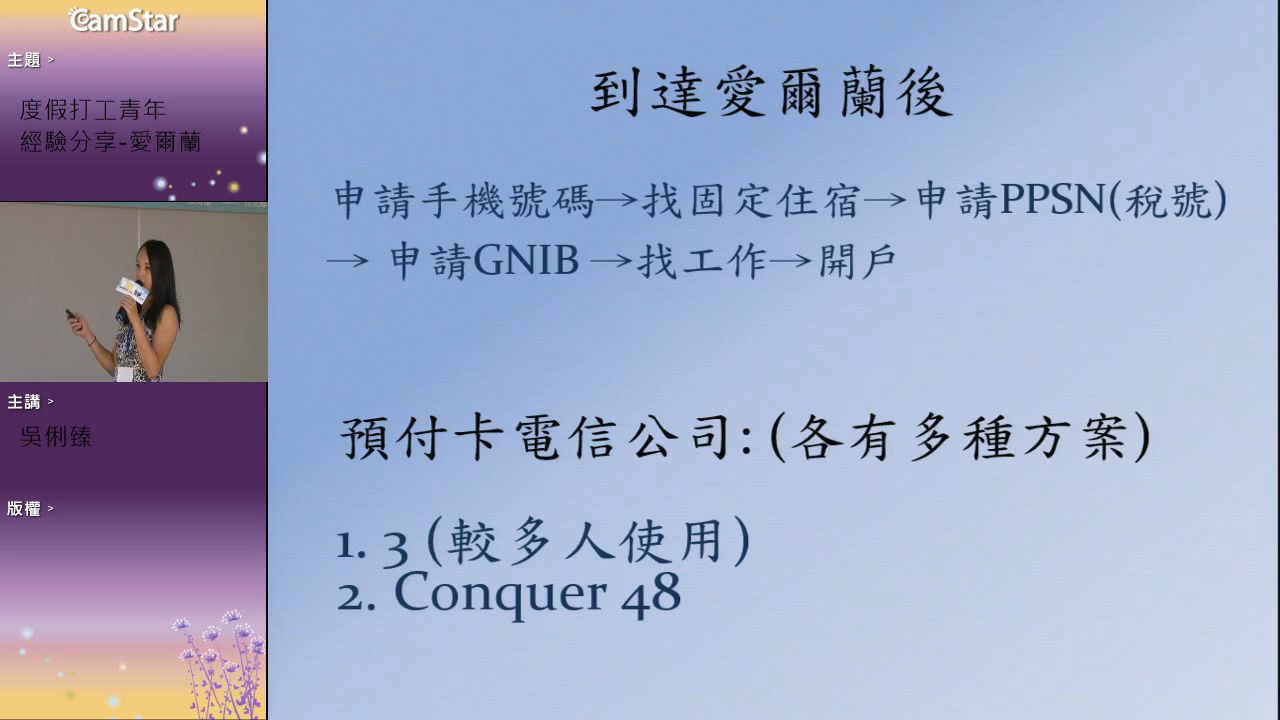 CamStar
主題 >
度假打工青年
經驗分享-愛爾蘭
主講 >
吳俐臻
版權 >
到達愛爾蘭後
申請手機號碼→找固定住宿→申請PPSN(稅號)
→ 申請GNIB →找工作→開戶
預付卡電信公司: (各有多種方案)
1. 3 (較多人使用)
2. Conquer 48